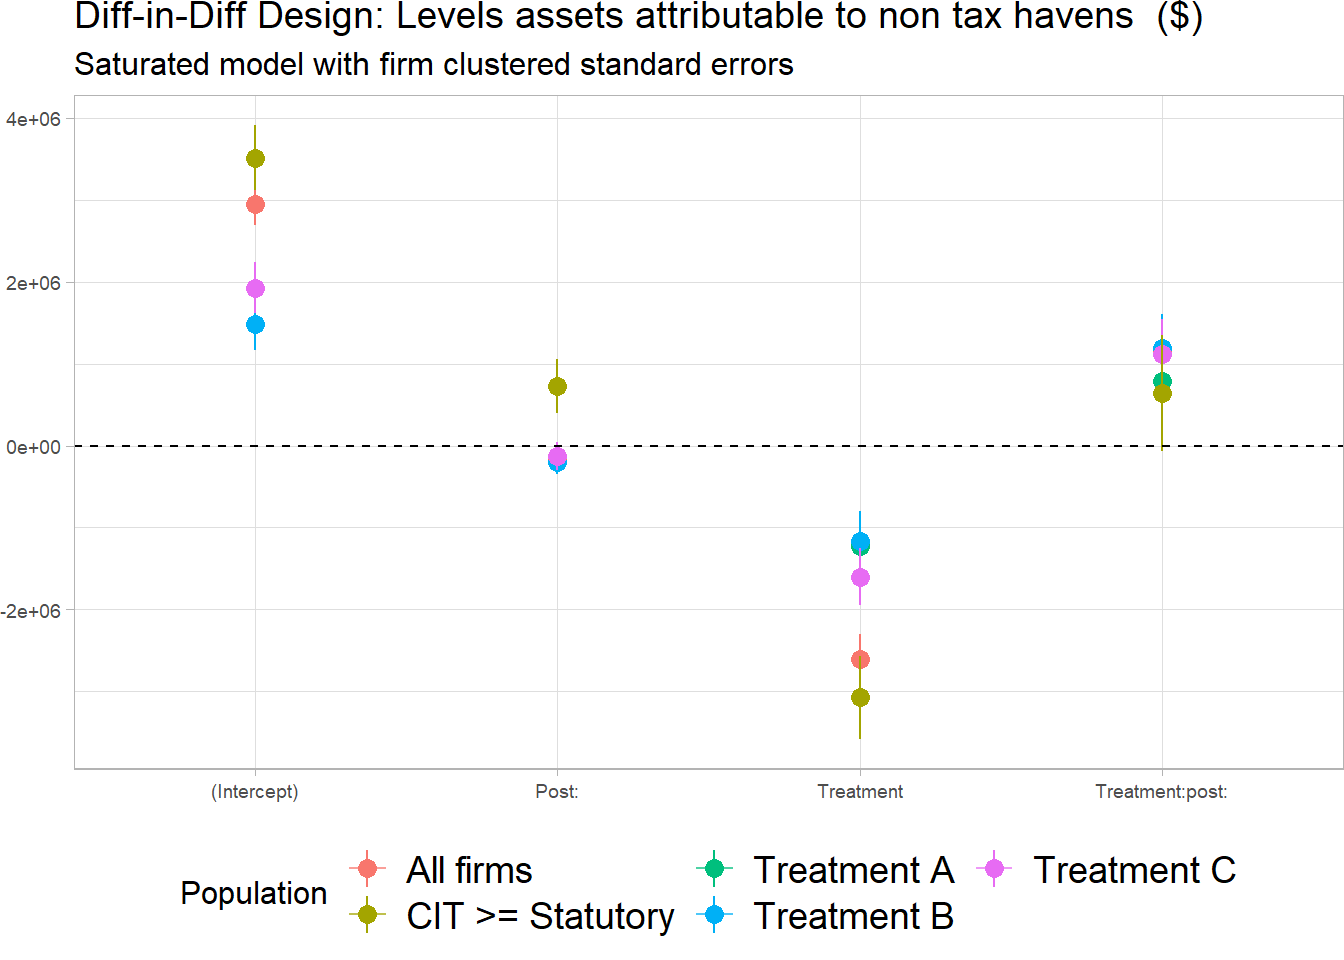 Diff-in-Diff Design: Levels assets attributable to non tax havens  ($)
Saturated model with firm clustered standard errors
4e+06
2e+06
0e+00
-2e+06
(Intercept)
Post:
Treatment
Treatment:post:
Population
All firms
CIT >= Statutory
Treatment A
Treatment B
Treatment C